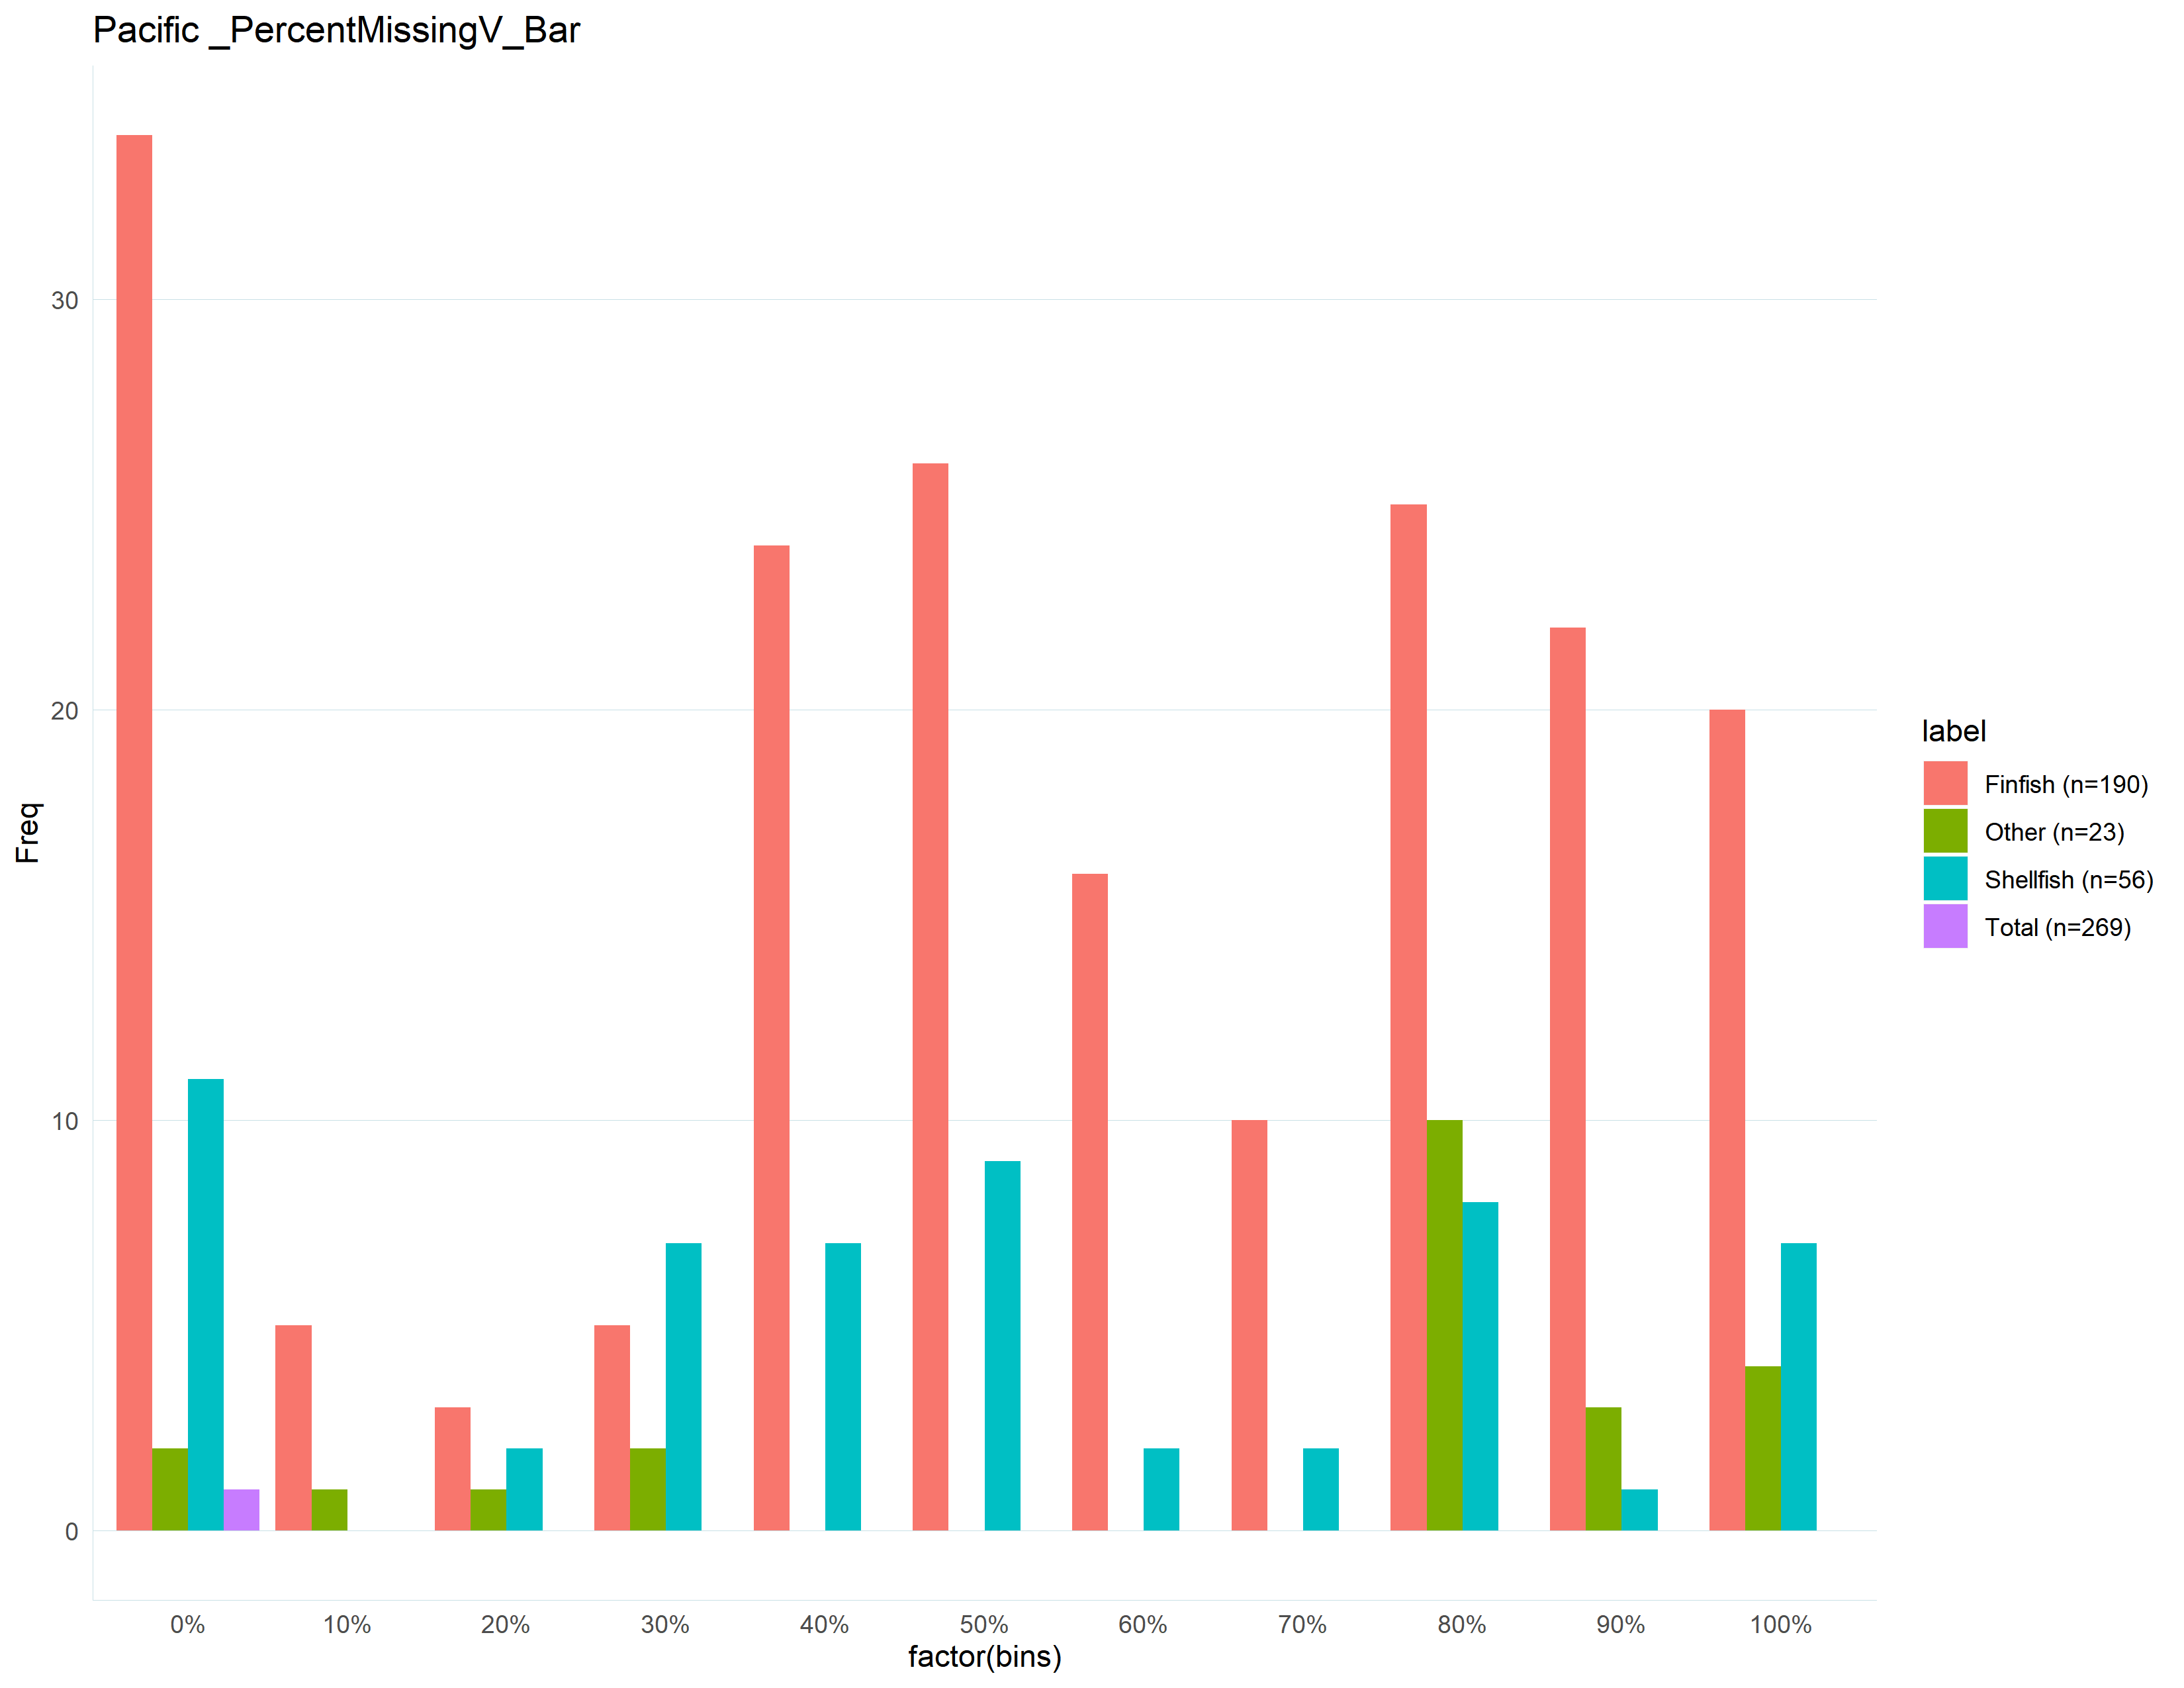 Pacific _PercentMissingV_Bar
30
20
10
0
Freq
0% 10% 20% 30% 40% 50% 60% 70% 80% 90% 100%
factor(bins)
label
Finfish (n=190)
Other (n=23)
Shellfish (n=56)
Total (n=269)